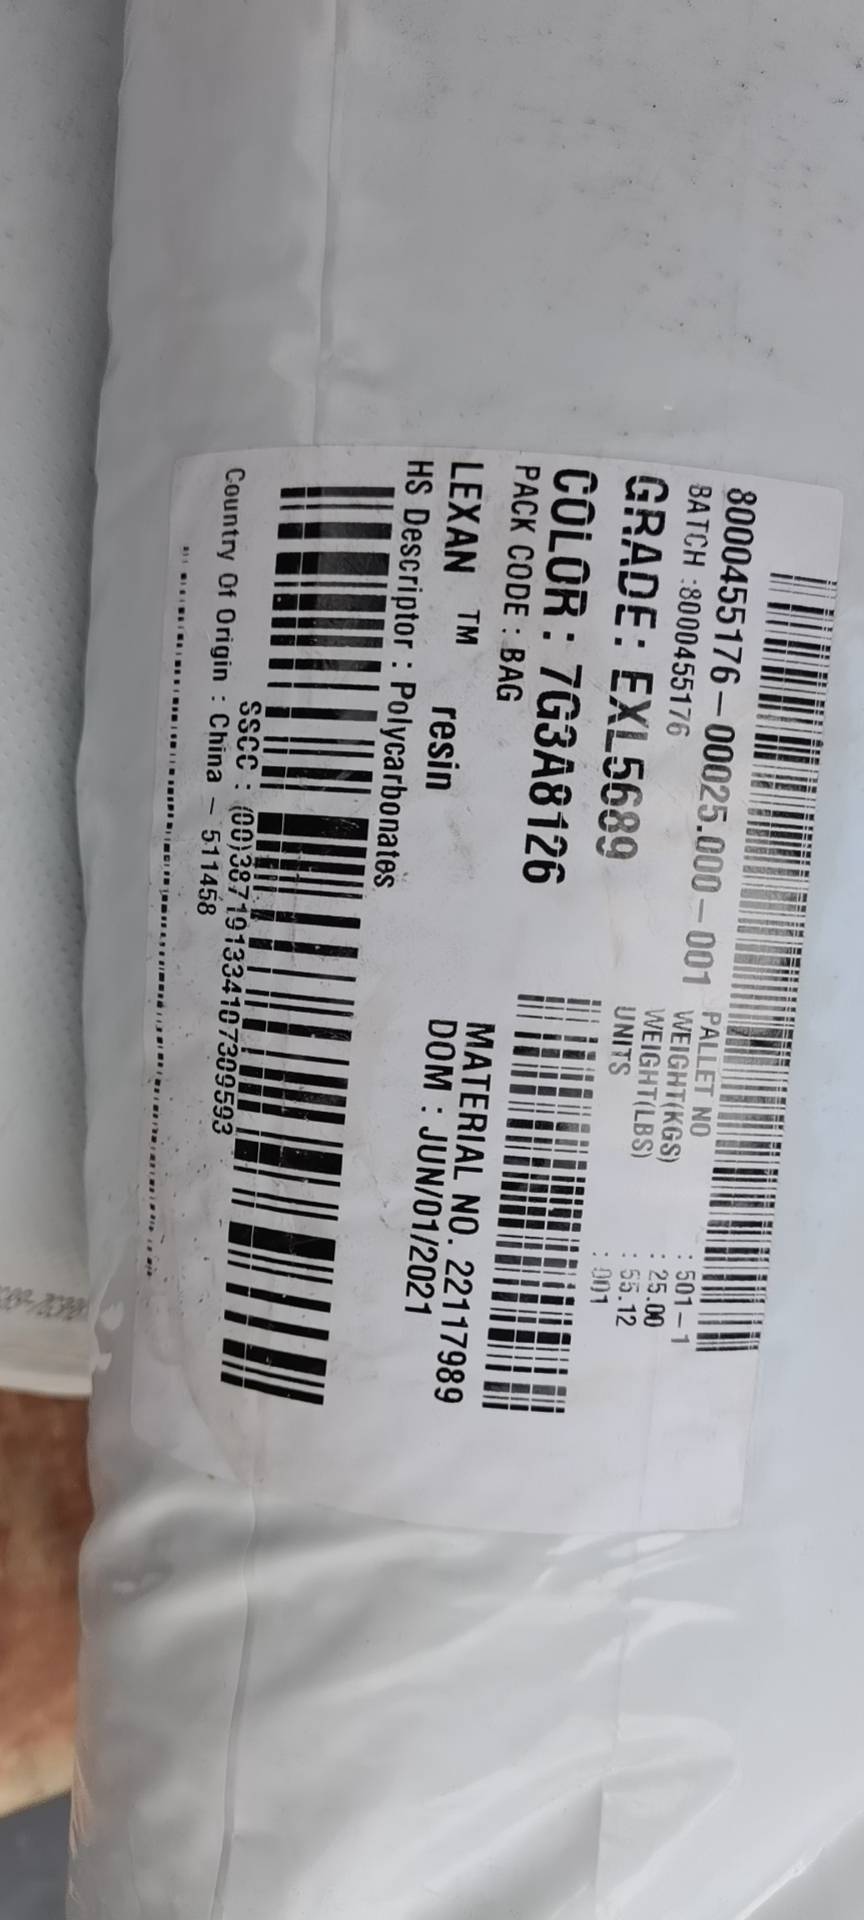 8000455176-00025.000-001
BATCH :8000455176
GRADE: EXL5689
COLOR : 7G3A8126
PACK CODE : BAG
PALLET NO : 501-1
WEIGHT(KGS) : 25.00
WEIGHT(LBS) : 55.12
UNITS : 001
LEXAN TM resin
HS Descriptor : Polycarbonates
MATERIAL NO. 22117989
DOM : JUN/01/2021
SSCC : (00)387191334107309593
Country Of Origin : China - 511458